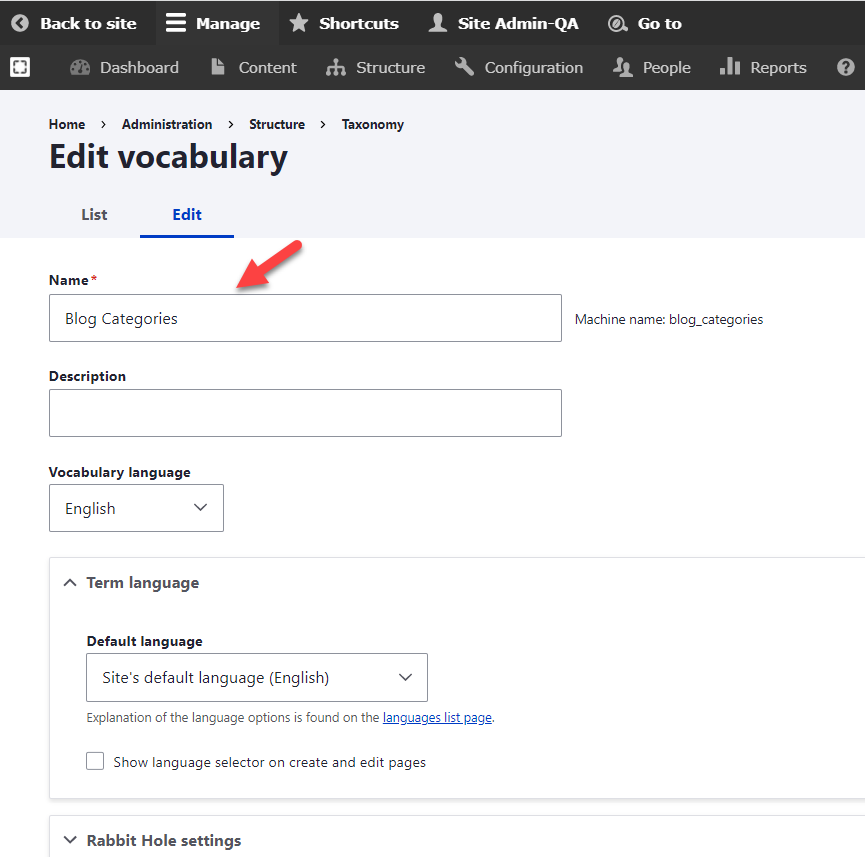 Back to site Manage Shortcuts Site Admin-QA Go to
Dashboard Content Structure Configuration People Reports ?
Home › Administration › Structure › Taxonomy
Edit vocabulary
List Edit
Name*
Blog Categories Machine name: blog_categories
Description
Vocabulary language
English
Term language
Default language
Site's default language (English)
Explanation of the language options is found on the languages list page.
Show language selector on create and edit pages
Rabbit Hole settings